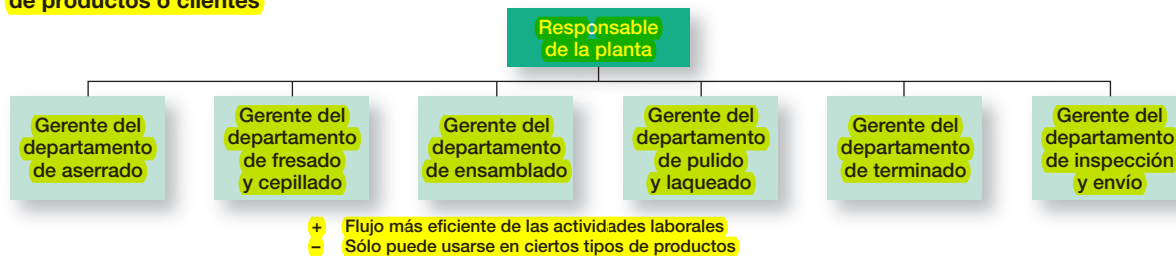 de productos o clientes
Responsable
de la planta
Gerente del
departamento
de aserrado
Gerente del
departamento
de fresado
y cepillado
Gerente del
departamento
de ensamblado
Gerente del
departamento
de pulido
y laqueado
Gerente del
departamento
de terminado
Gerente del
departamento
de inspección
y envío
+ Flujo más eficiente de las actividades laborales
– Sólo puede usarse en ciertos tipos de productos